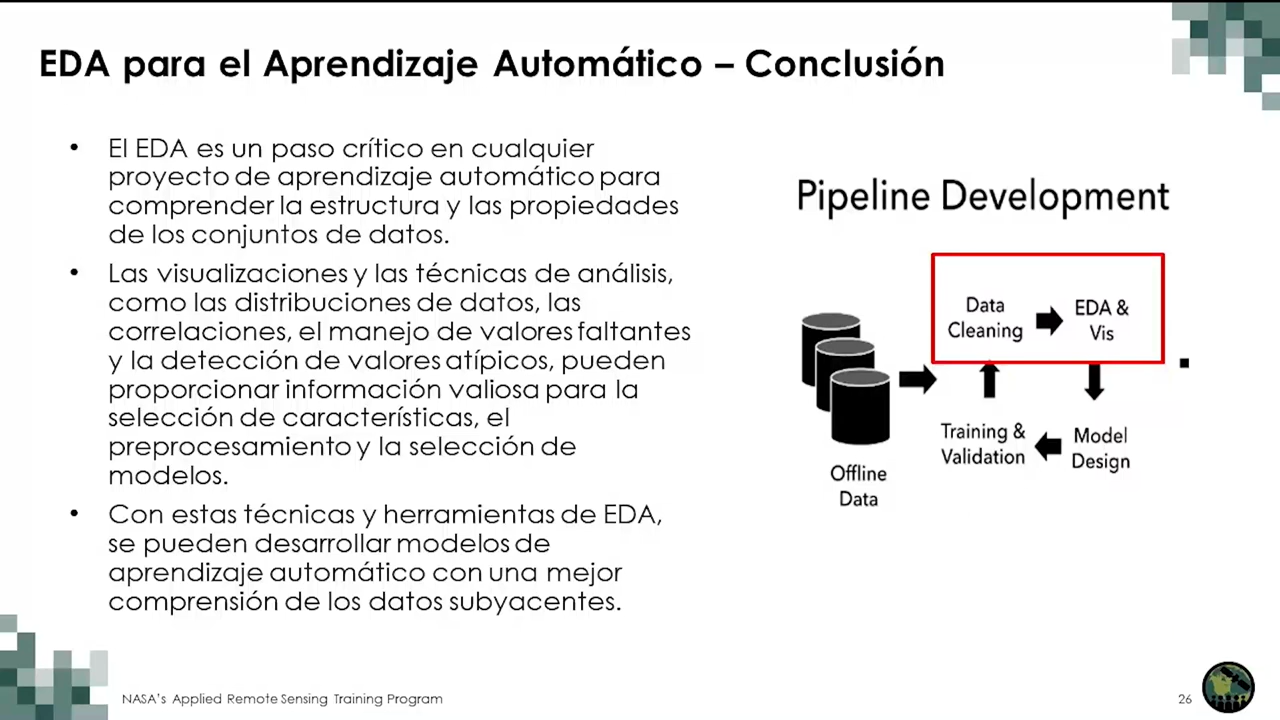 EDA para el Aprendizaje Automático – Conclusión
• El EDA es un paso crítico en cualquier
proyecto de aprendizaje automático para
comprender la estructura y las propiedades
de los conjuntos de datos.
• Las visualizaciones y las técnicas de análisis,
como las distribuciones de datos, las
correlaciones, el manejo de valores faltantes
y la detección de valores atípicos, pueden
proporcionar información valiosa para la
selección de características, el
preprocesamiento y la selección de
modelos.
• Con estas técnicas y herramientas de EDA,
se pueden desarrollar modelos de
aprendizaje automático con una mejor
comprensión de los datos subyacentes.
Pipeline Development
Data
Cleaning
EDA &
Vis
Training &
Validation
Model
Design
Offline
Data
NASA's Applied Remote Sensing Training Program
26